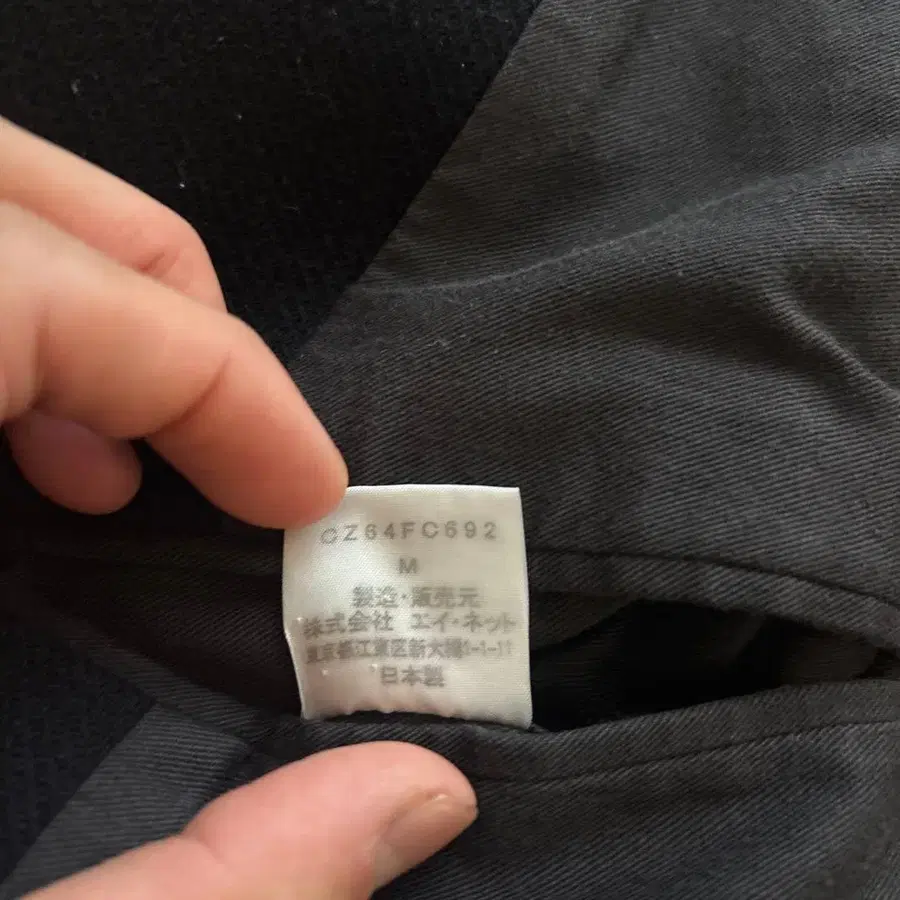 CZ64FC692
M
製造・販売元
株式会社 エイ・ネット
東京都江東区新大橋1-1-11
日本製